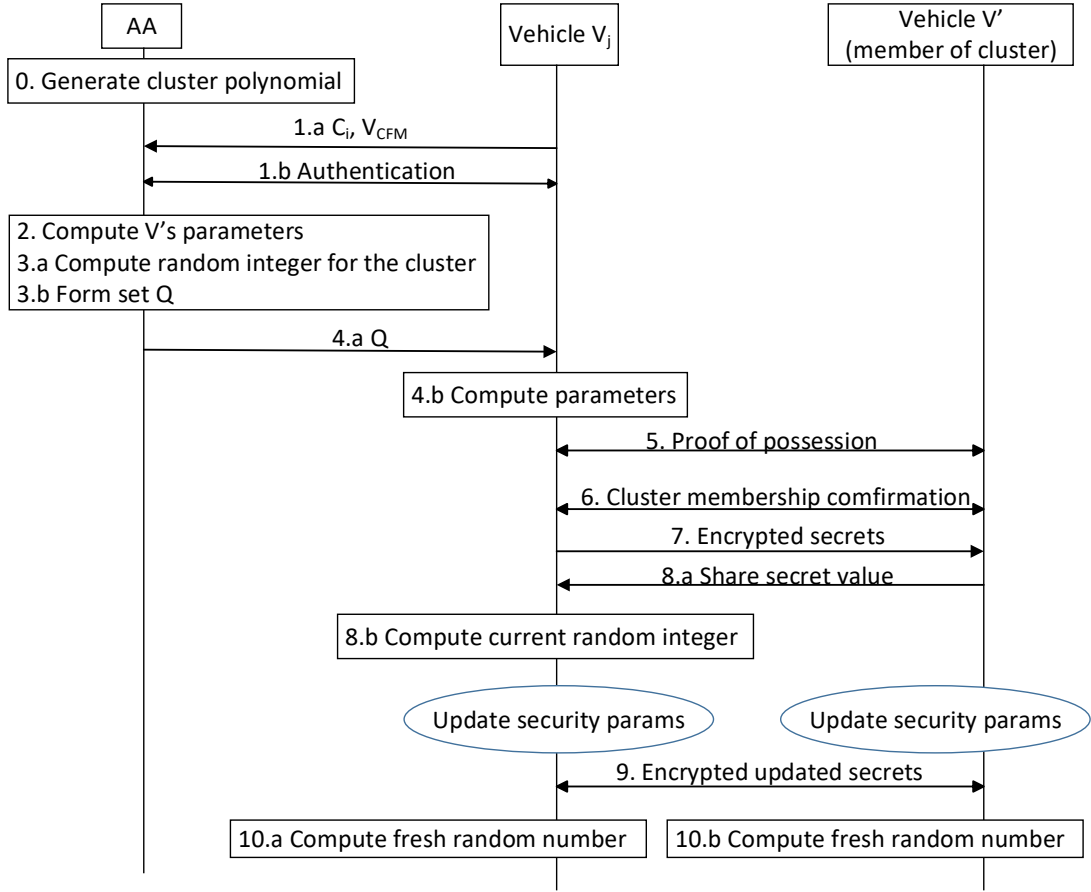 AA
Vehicle Vj
Vehicle V'
(member of cluster)
0. Generate cluster polynomial
1.a Ci, VCFM
1.b Authentication
2. Compute V's parameters
3.a Compute random integer for the cluster
3.b Form set Q
4.a Q
4.b Compute parameters
5. Proof of possession
6. Cluster membership comfirmation
7. Encrypted secrets
8.a Share secret value
8.b Compute current random integer
Update security params
Update security params
9. Encrypted updated secrets
10.a Compute fresh random number
10.b Compute fresh random number